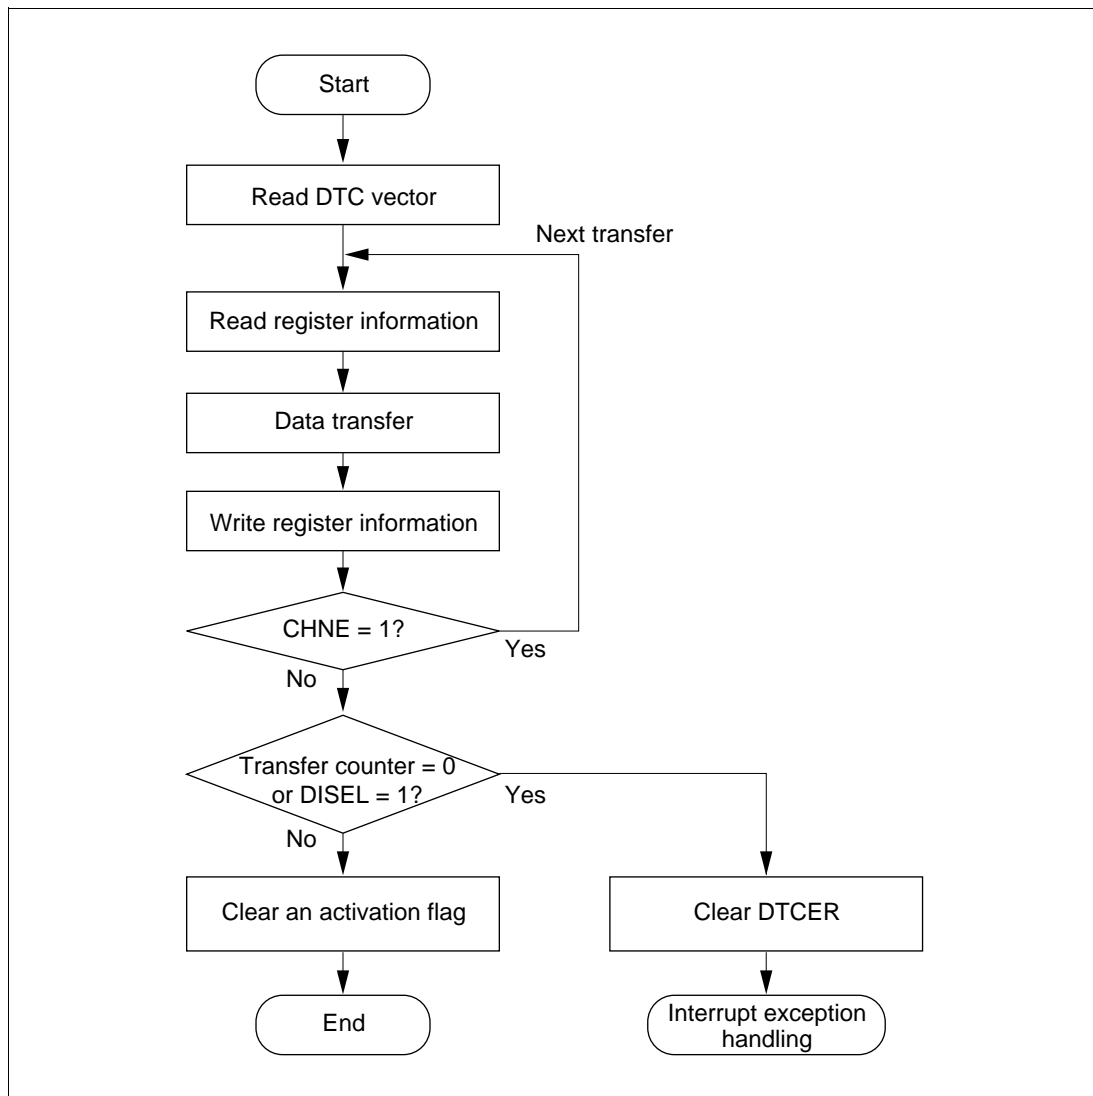 Start
Read DTC vector
Next transfer
Read register information
Data transfer
Write register information
CHNE = 1?
Yes
No
Transfer counter = 0
or DISEL = 1?
Yes
No
Clear an activation flag
Clear DTCER
End
Interrupt exception
handling